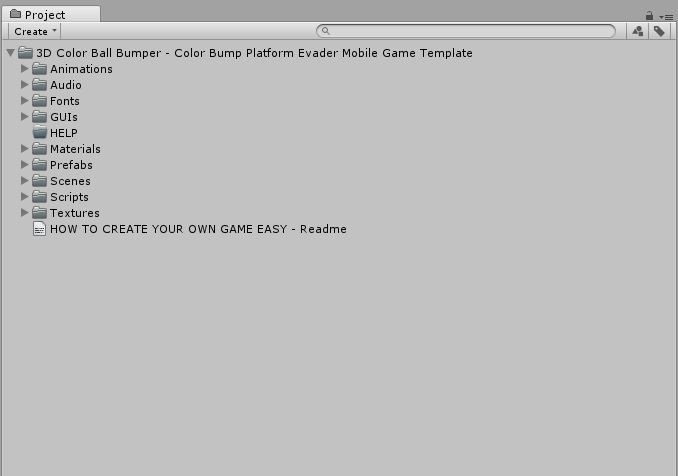 Project
Create
3D Color Ball Bumper - Color Bump Platform Evader Mobile Game Template
Animations
Audio
Fonts
GUIs
HELP
Materials
Prefabs
Scenes
Scripts
Textures
HOW TO CREATE YOUR OWN GAME EASY - Readme